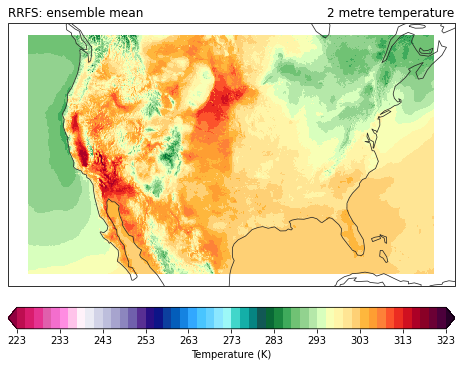 RRFS: ensemble mean 2 metre temperature
223 233 243 253 263 273 283 293 303 313 323
Temperature (K)